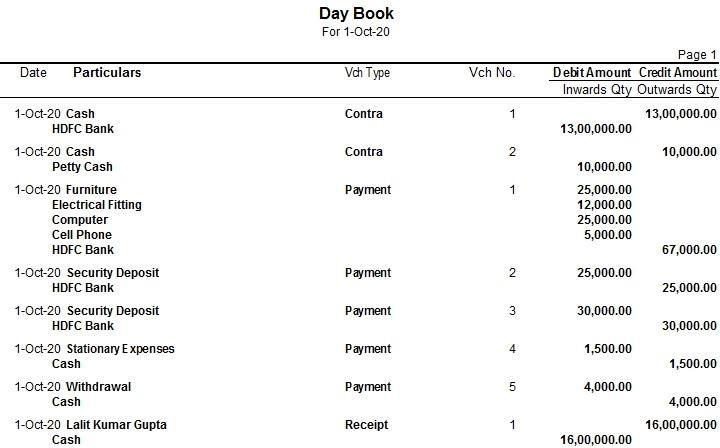 Day Book
For 1-Oct-20
Page 1
Date Particulars Vch Type Vch No. Debit Amount Credit Amount
Inwards Qty Outwards Qty
1-Oct-20 Cash Contra 1 13,00,000.00
HDFC Bank 13,00,000.00
1-Oct-20 Cash Contra 2 10,000.00
Petty Cash 10,000.00
1-Oct-20 Furniture Payment 1 25,000.00
Electrical Fitting 12,000.00
Computer 25,000.00
Cell Phone 5,000.00
HDFC Bank 67,000.00
1-Oct-20 Security Deposit Payment 2 25,000.00
HDFC Bank 25,000.00
1-Oct-20 Security Deposit Payment 3 30,000.00
HDFC Bank 30,000.00
1-Oct-20 Stationary Expenses Payment 4 1,500.00
Cash 1,500.00
1-Oct-20 Withdrawal Payment 5 4,000.00
Cash 4,000.00
1-Oct-20 Lalit Kumar Gupta Receipt 1 16,00,000.00
Cash 16,00,000.00